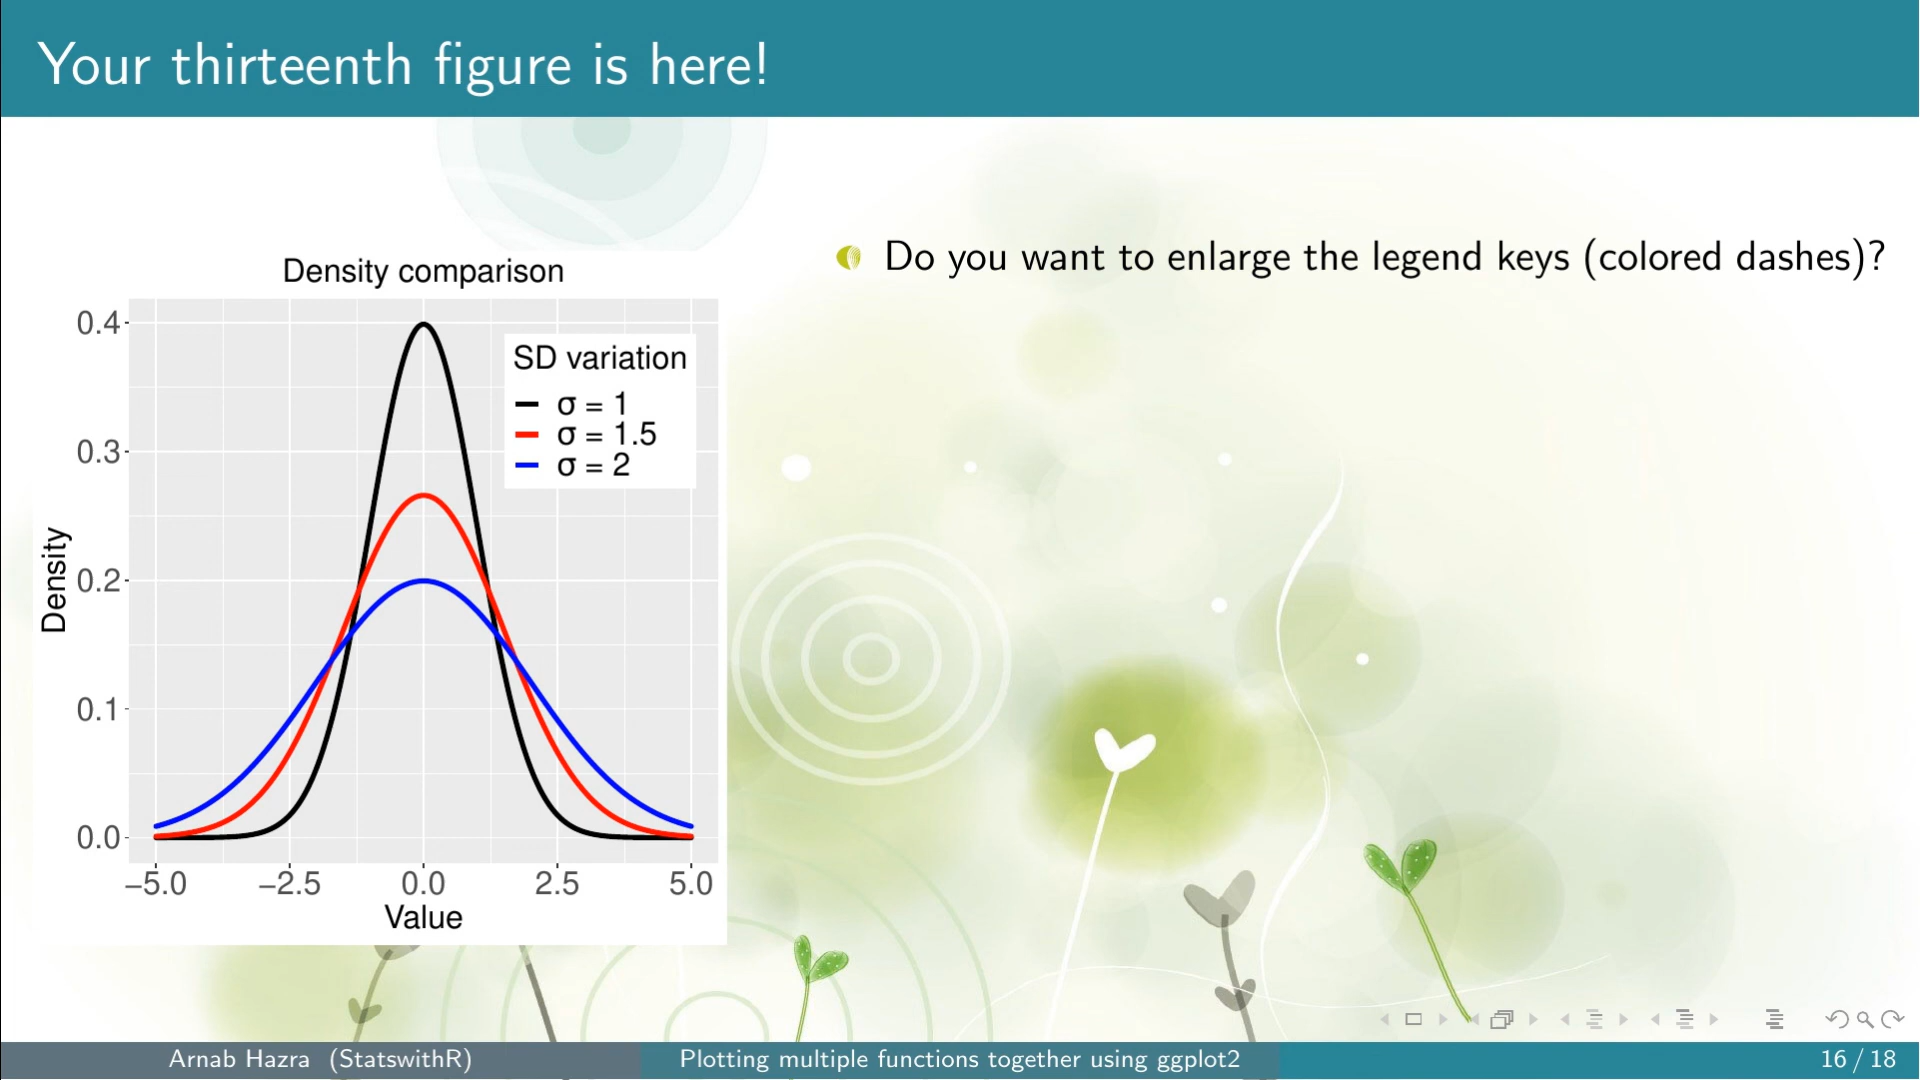 Your thirteenth figure is here!
Do you want to enlarge the legend keys (colored dashes)?
Density comparison
SD variation
σ = 1
σ = 1.5
σ = 2
Density
0.4
0.3
0.2
0.1
0.0
−5.0 −2.5 0.0 2.5 5.0
Value
Arnab Hazra (StatswithR) Plotting multiple functions together using ggplot2 16 / 18